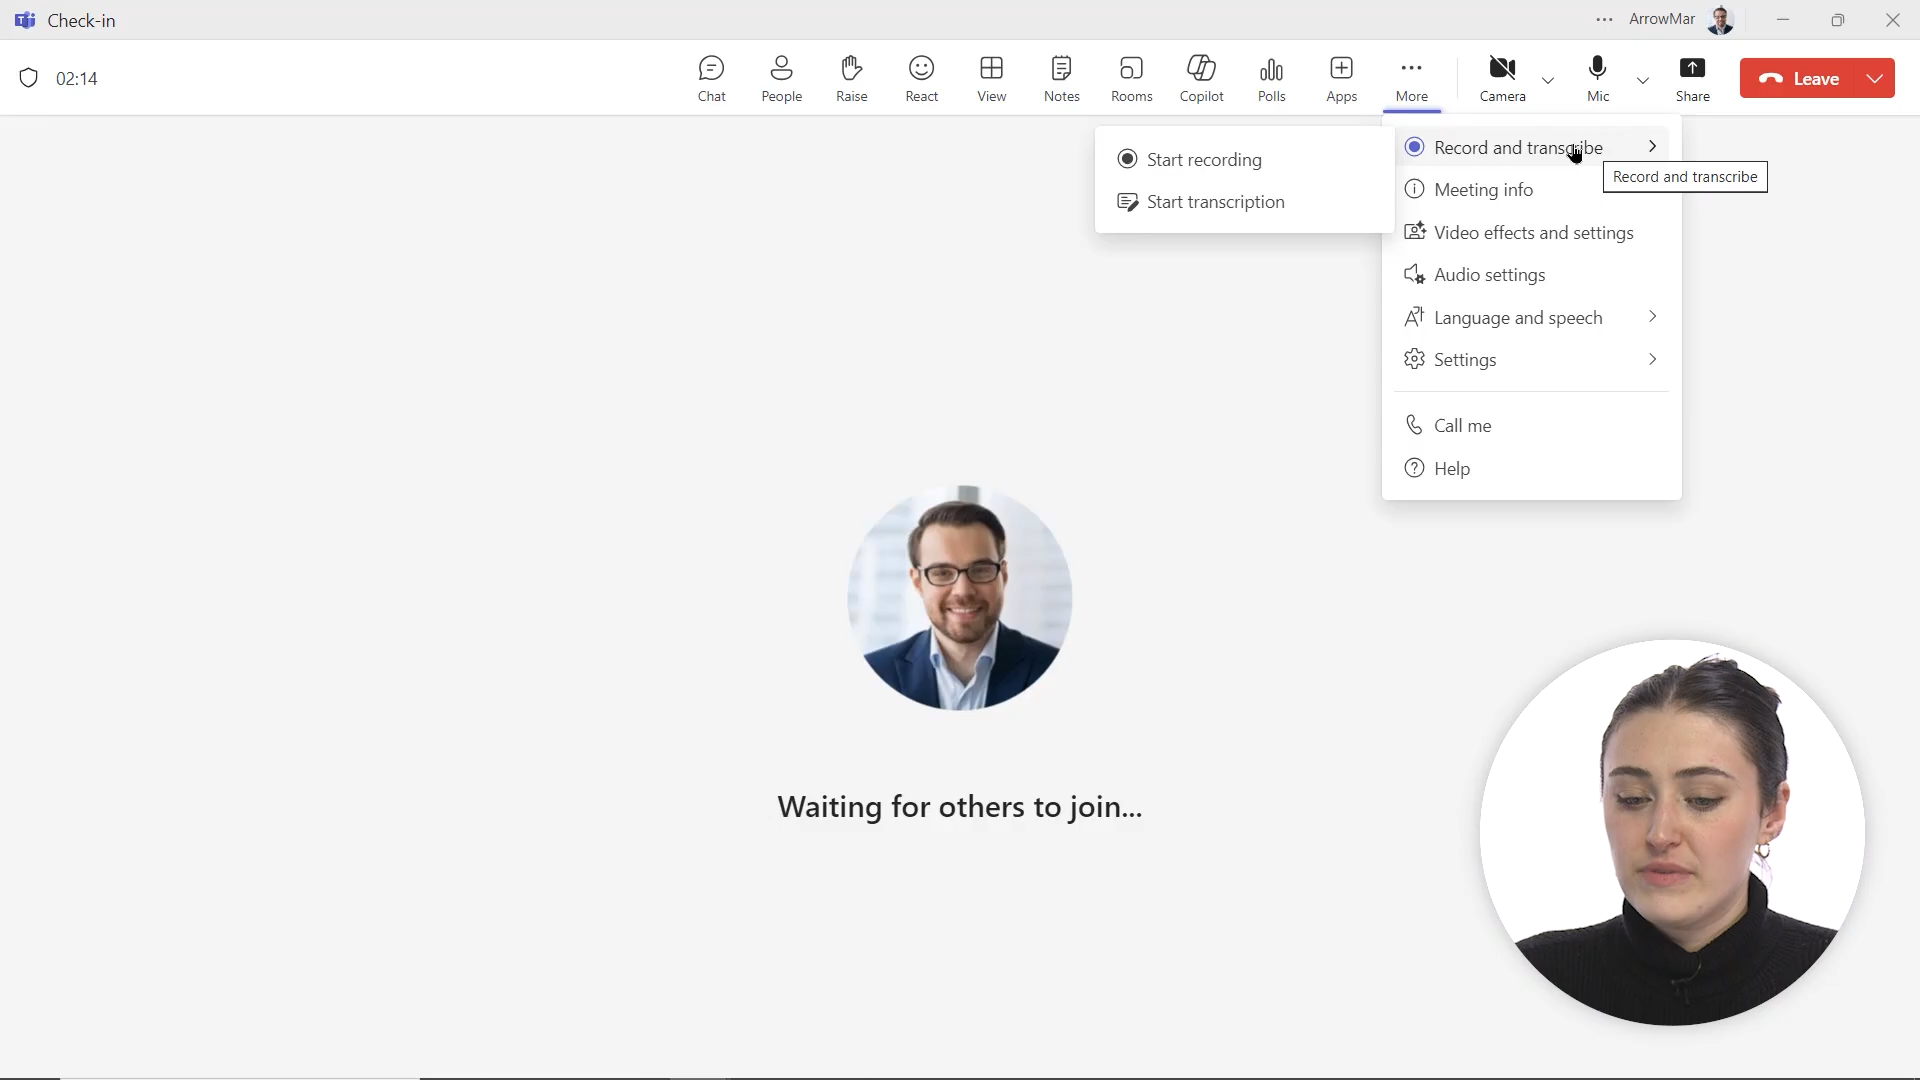 Check-in
ArrowMar
02:14
Chat
People
Raise
React
View
Notes
Rooms
Copilot
Polls
Apps
More
Camera
Mic
Share
Leave
Start recording
Start transcription
Record and transcribe
Record and transcribe
Meeting info
Video effects and settings
Audio settings
Language and speech
Settings
Call me
Help
Waiting for others to join...